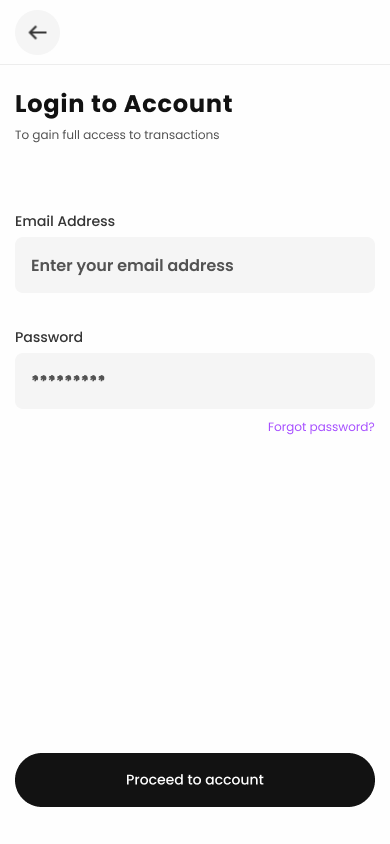 Login to Account
To gain full access to transactions
Email Address
Enter your email address
Password
*********
Forgot password?
Proceed to account